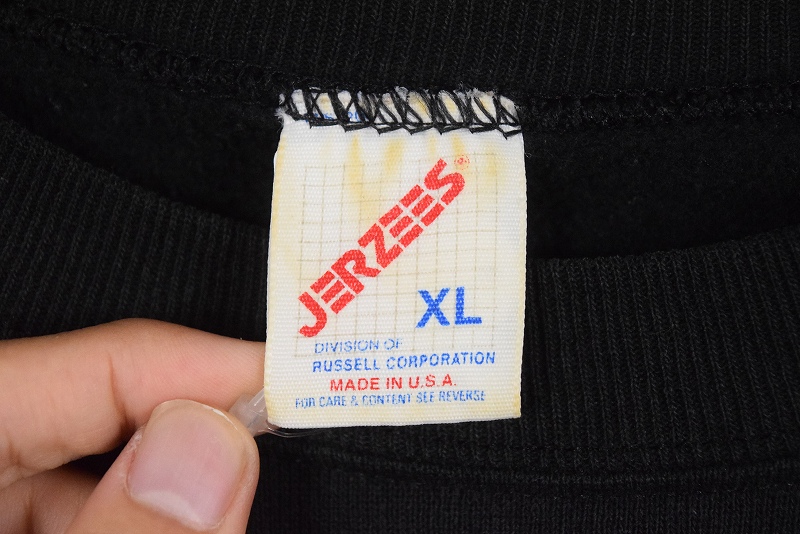 JERZEES®
XL
DIVISION OF
RUSSELL CORPORATION
MADE IN U.S.A.
FOR CARE & CONTENT SEE REVERSE